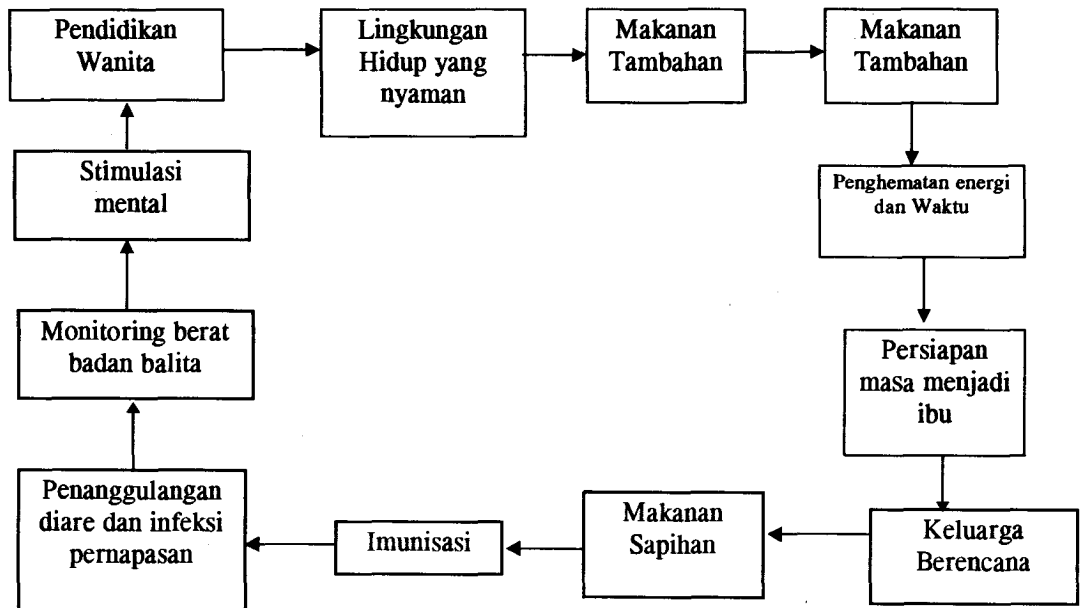 Pendidikan
Wanita
Lingkungan
Hidup yang
nyaman
Makanan
Tambahan
Makanan
Tambahan
Penghematan energi
dan Waktu
Persiapan
masa menjadi
ibu
Keluarga
Berencana
Makanan
Sapihan
Imunisasi
Penanggulangan
diare dan infeksi
pernapasan
Monitoring berat
badan balita
Stimulasi
mental